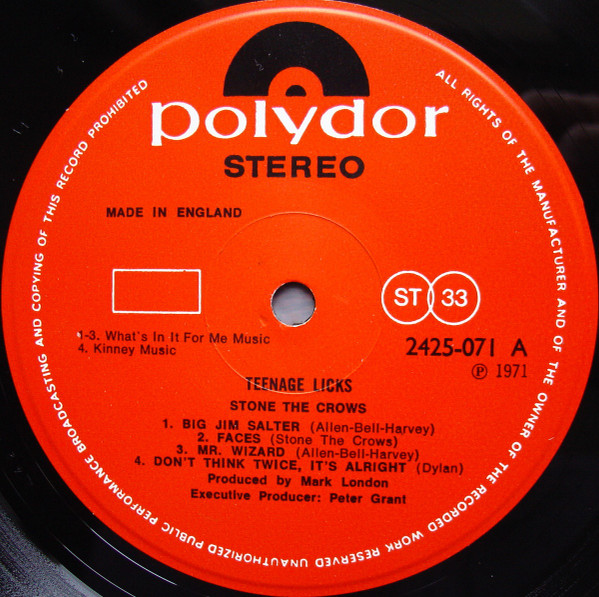 polydor
STEREO
MADE IN ENGLAND
ST 33
1-3. What's In It For Me Music
4. Kinney Music
2425-071 A
℗ 1971
TEENAGE LICKS
STONE THE CROWS
1. BIG JIM SALTER (Allen-Bell-Harvey)
2. FACES (Stone The Crows)
3. MR. WIZARD (Allen-Bell-Harvey)
4. DON'T THINK TWICE, IT'S ALRIGHT (Dylan)
Produced by Mark London
Executive Producer: Peter Grant
ALL RIGHTS OF THE MANUFACTURER AND OF THE OWNER OF THE RECORDED WORK RESERVED UNAUTHORIZED PUBLIC PERFORMANCE BROADCASTING AND COPYING OF THIS RECORD PROHIBITED